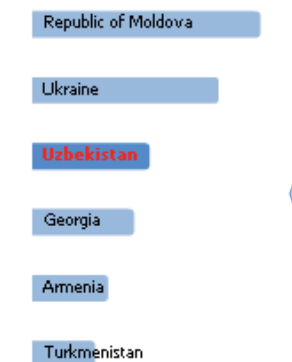 Republic of Moldova
Ukraine
Uzbekistan
Georgia
Armenia
Turkmenistan